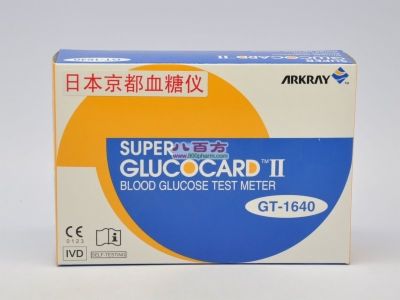 日本京都血糖仪
ARKRAY
SUPER
八百方
www.800pharm.com
GLUCOCARD™ II
BLOOD GLUCOSE TEST METER
GT-1640
CE
0123
IVD
SELF-TESTING